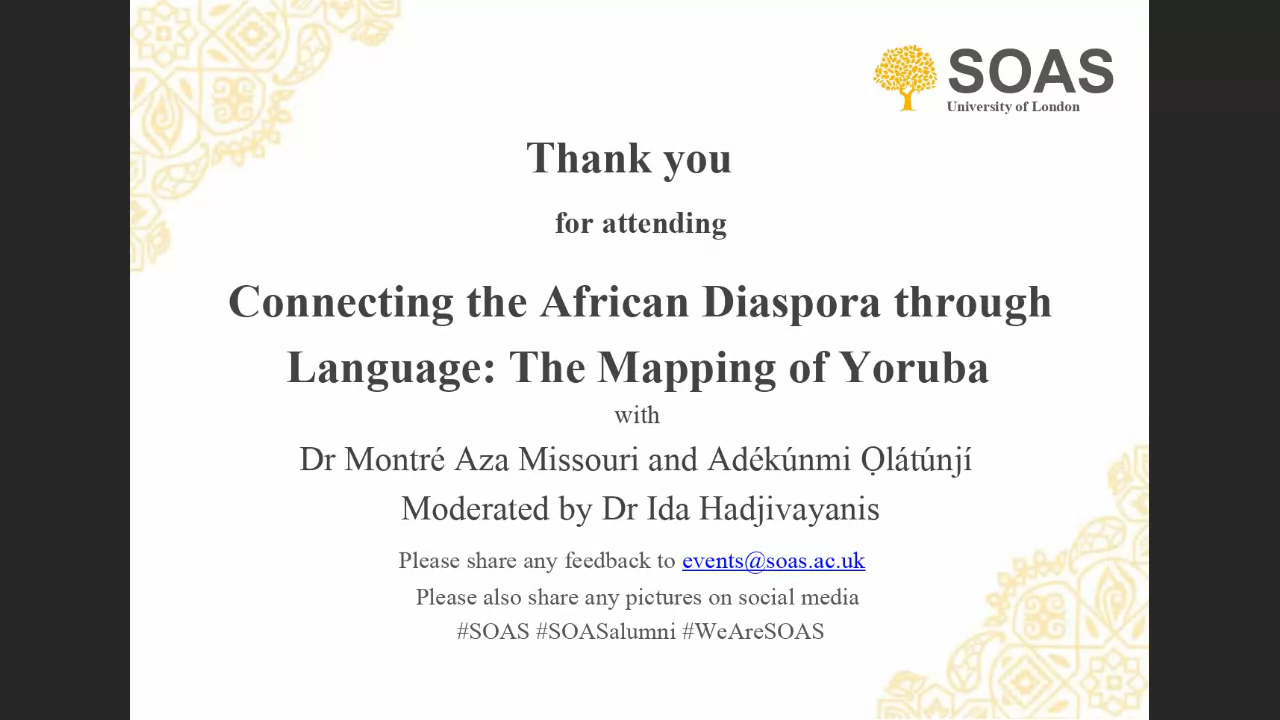 SOAS
University of London
Thank you
for attending
Connecting the African Diaspora through
Language: The Mapping of Yoruba
with
Dr Montré Aza Missouri and Adékúnmi Ọlátúnjí
Moderated by Dr Ida Hadjivayanis
Please share any feedback to events@soas.ac.uk
Please also share any pictures on social media
#SOAS #SOASalumni #WeAreSOAS